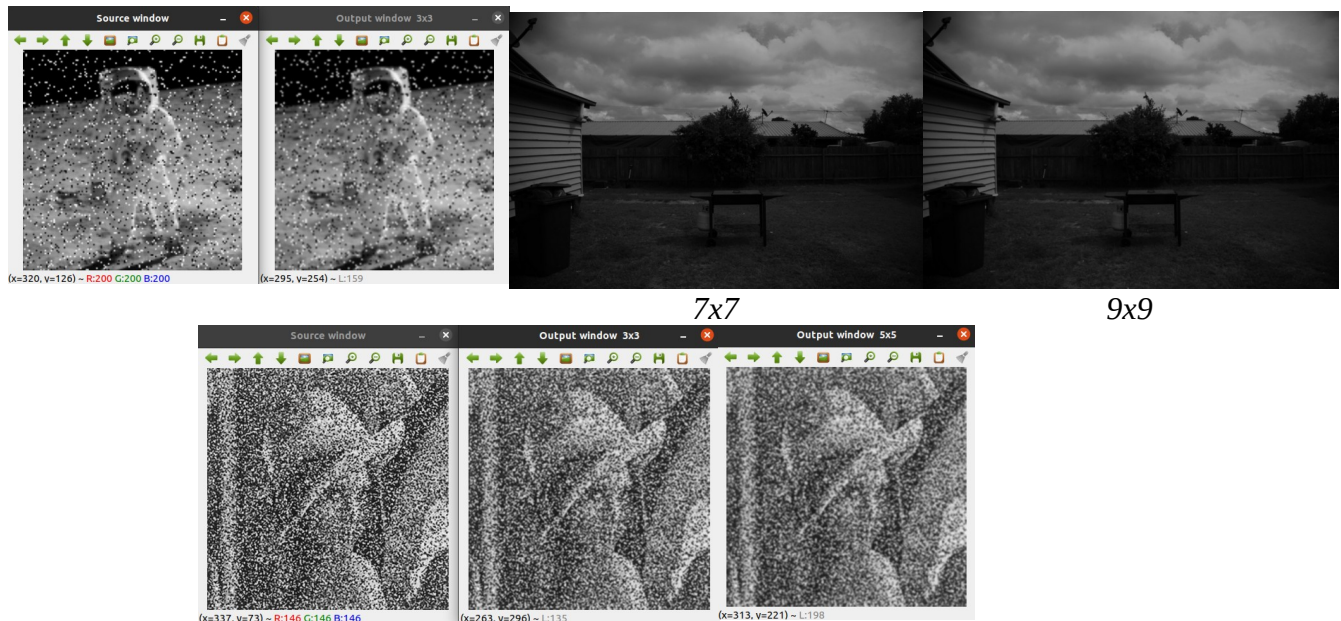 Source window
Output window 3x3
(x=320, y=126) ~ R:200 G:200 B:200
(x=295, y=254) ~ L:159
7x7
9x9
Source window
Output window 3x3
Output window 5x5
(x=337, y=73) ~ R:146 G:146 B:146
(x=263, y=296) ~ L:135
(x=313, y=221) ~ L:198